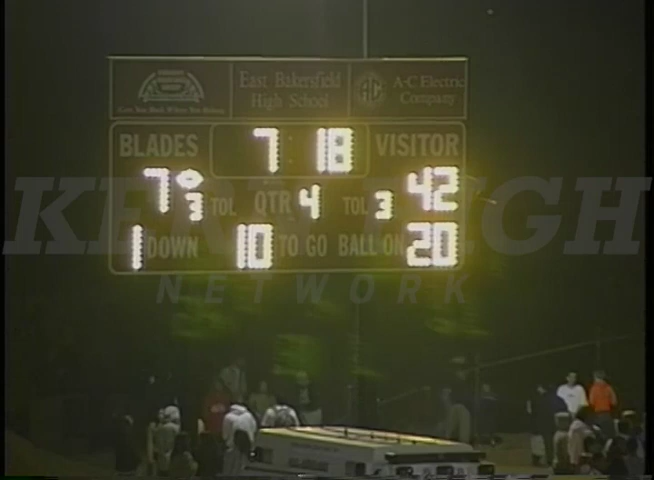 East Bakersfield
High School
AC
A-C Electric
Company
BLADES 7 18 VISITOR
7 3 TOL QTR 4 TOL 3 42
1 DOWN 10 TO GO BALL ON 20
NETWORK